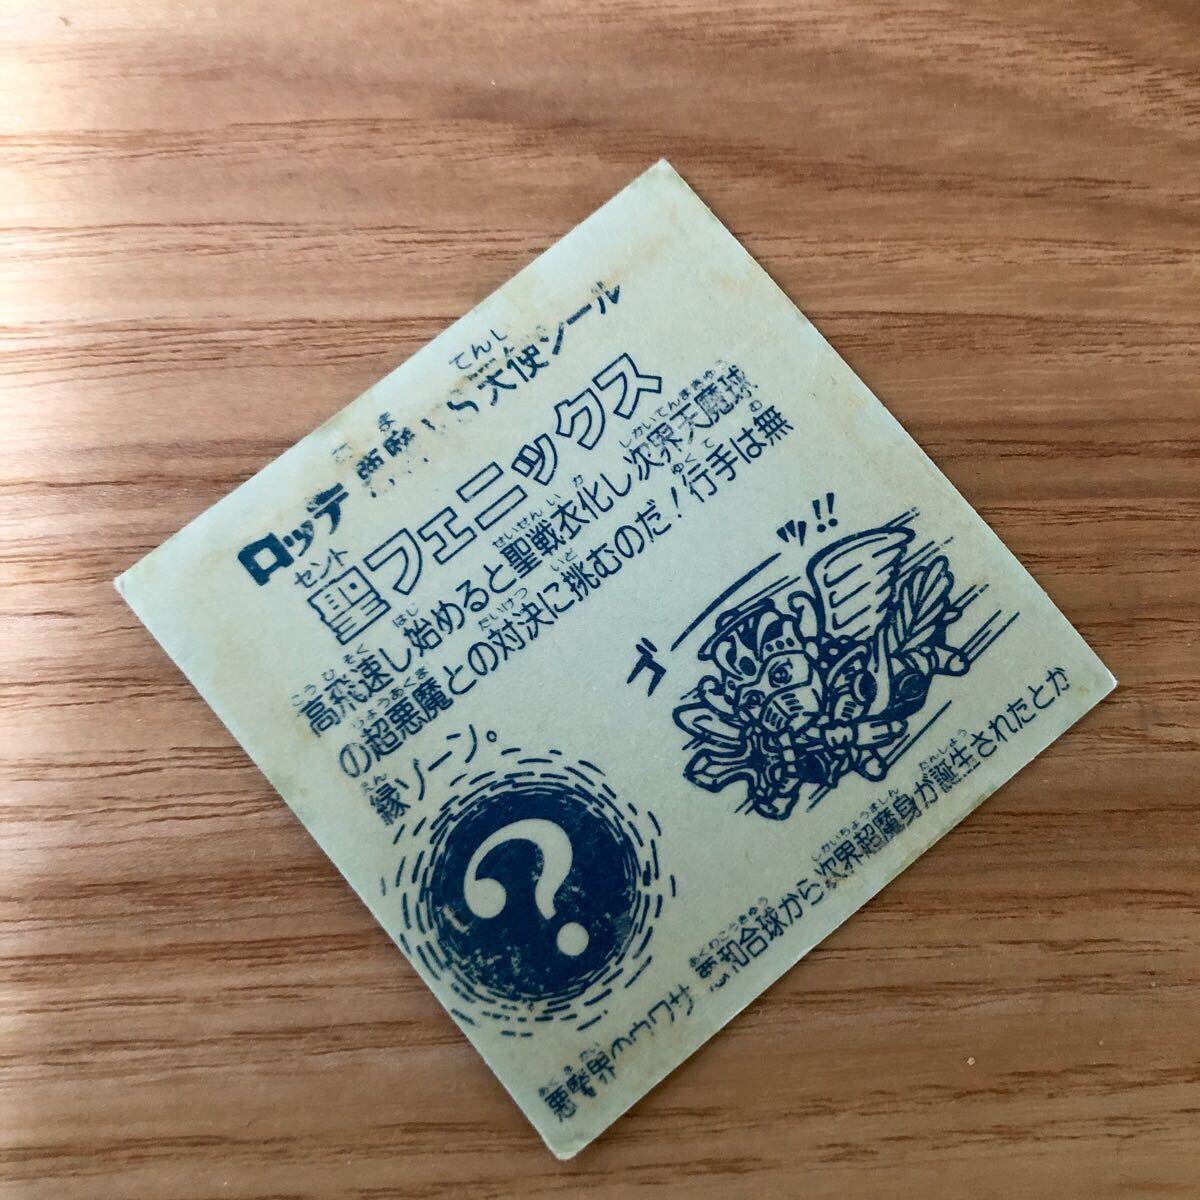 ロッテ 悪魔VS天使シール
聖フェニックス
高飛速し始めると聖戦衣化し次界天魔球
の超悪魔との対決に挑むのだ!行手は無
縁ゾーン。
ゴ ッ!!
?
悪魔界のウワサ 悪和合球から次界超魔身が誕生されたとか